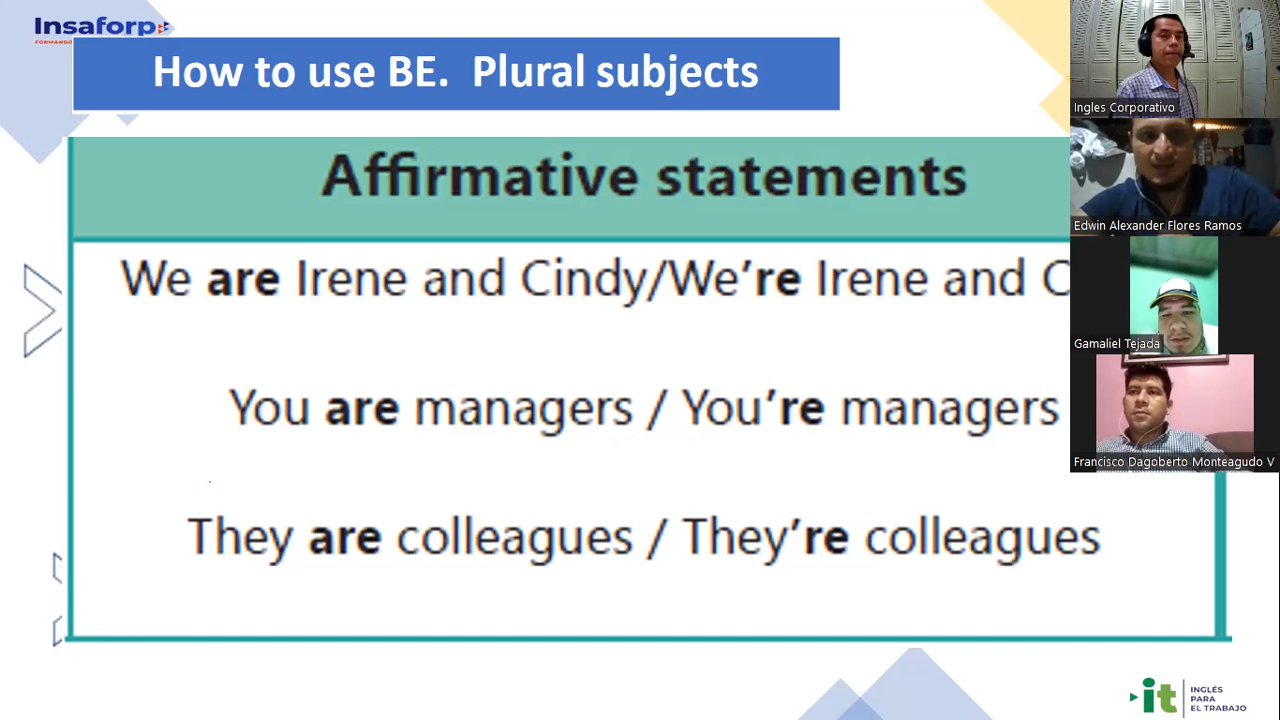 Insaforp
How to use BE. Plural subjects
Affirmative statements
We are Irene and Cindy/We're Irene and C
You are managers / You're managers
They are colleagues / They're colleagues
Ingles Corporativo
Edwin Alexander Flores Ramos
Gamaliel Tejada
Francisco Dagoberto Monteagudo V
it
INGLÉS
PARA
EL TRABAJO